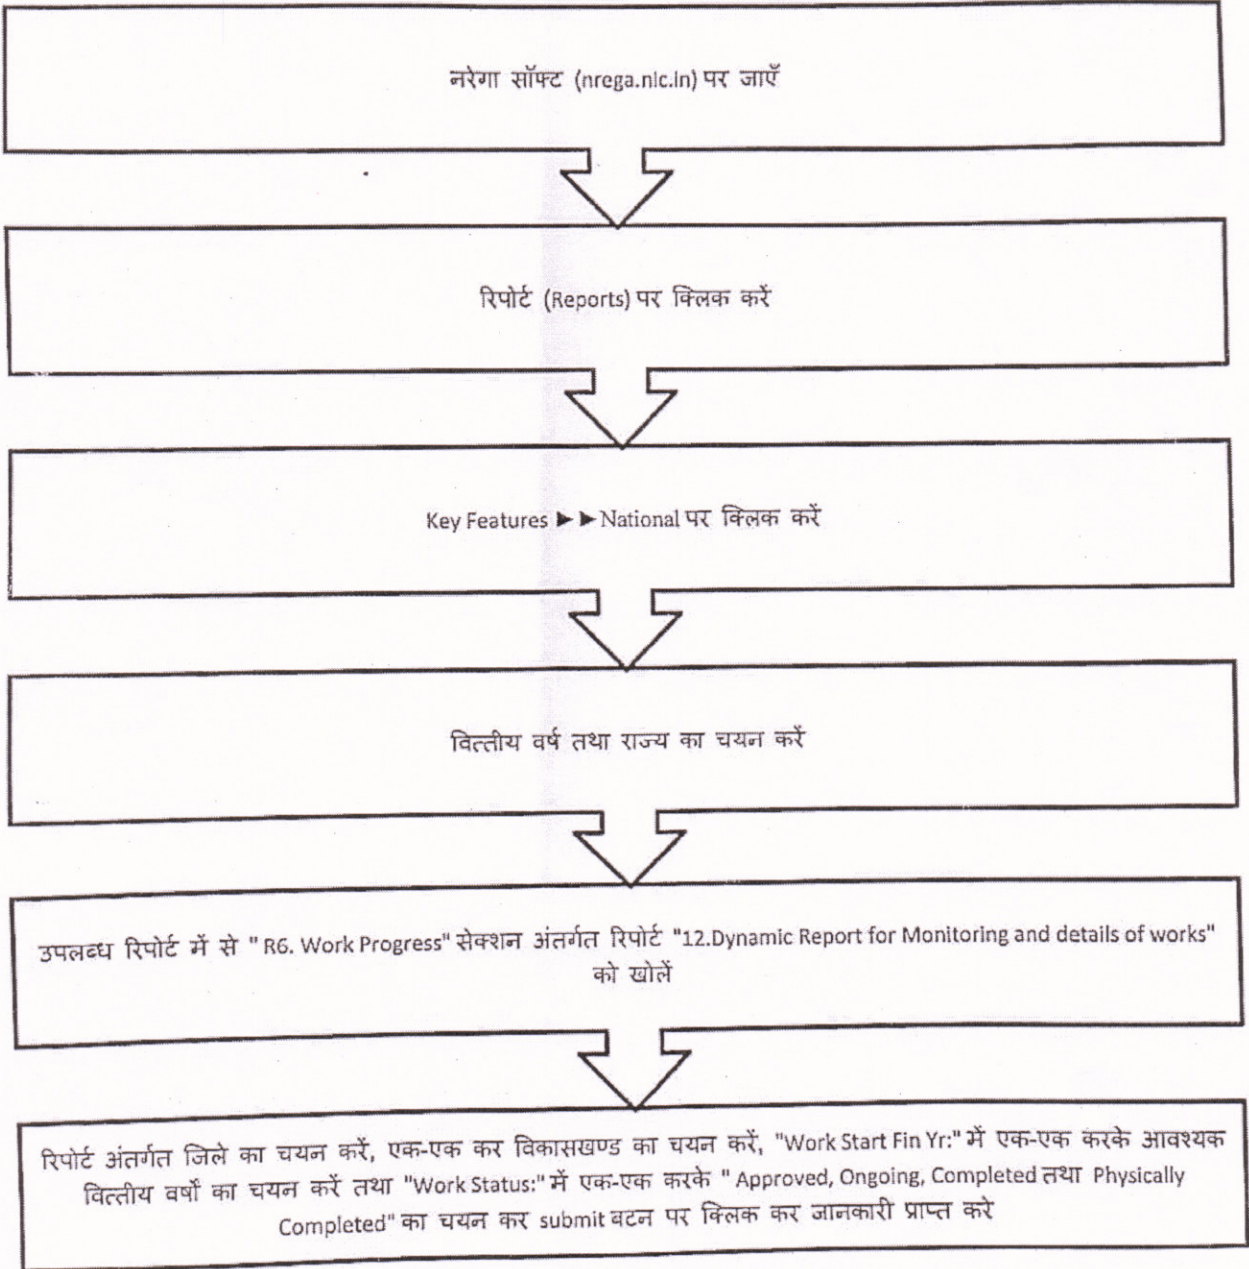 नरेगा सॉफ्ट (nrega.nic.in) पर जाएँ
रिपोर्ट (Reports) पर क्लिक करें
Key Features ►►National पर क्लिक करें
वित्तीय वर्ष तथा राज्य का चयन करें
उपलब्ध रिपोर्ट में से " R6. Work Progress" सेक्शन अंतर्गत रिपोर्ट "12.Dynamic Report for Monitoring and details of works"
को खोलें
रिपोर्ट अंतर्गत जिले का चयन करें, एक-एक कर विकासखण्ड का चयन करें, "Work Start Fin Yr:" में एक-एक करके आवश्यक
वित्तीय वर्षों का चयन करें तथा "Work Status:" में एक-एक करके " Approved, Ongoing, Completed तथा Physically
Completed" का चयन कर submit बटन पर क्लिक कर जानकारी प्राप्त करे